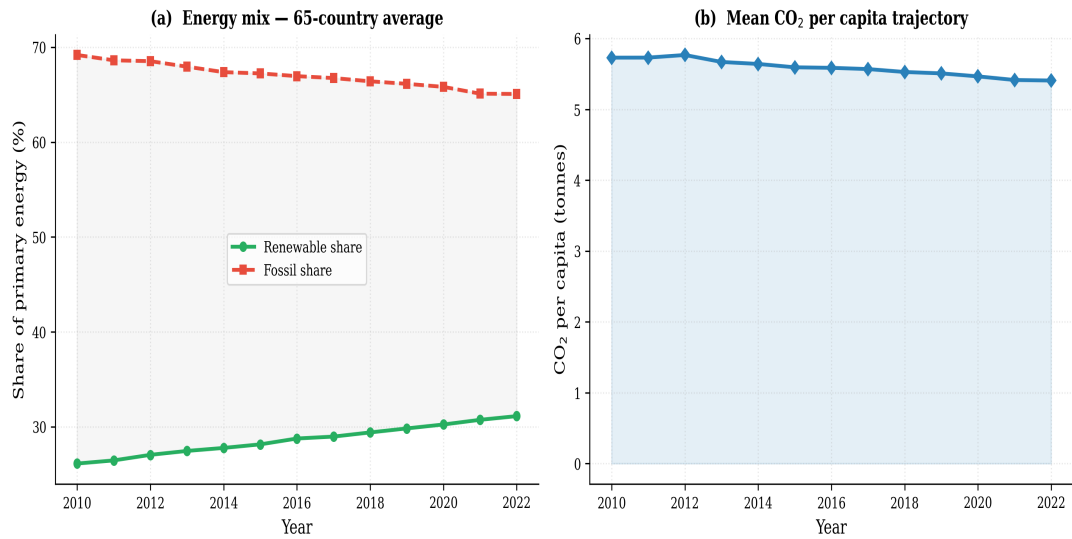 (a) Energy mix — 65-country average
Share of primary energy (%)
70
60
50
40
30
Renewable share
Fossil share
2010 2012 2014 2016 2018 2020 2022
Year
(b) Mean CO₂ per capita trajectory
CO₂ per capita (tonnes)
6
5
4
3
2
1
0
2010 2012 2014 2016 2018 2020 2022
Year